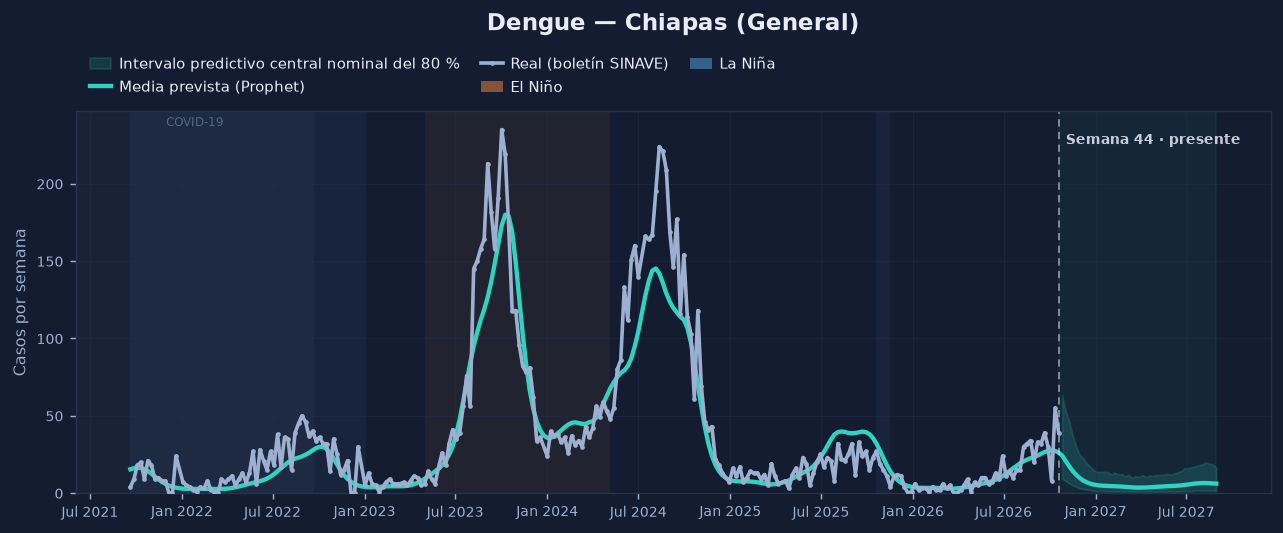 Dengue — Chiapas (General)
Intervalo predictivo central nominal del 80 %
Media prevista (Prophet)
Real (boletín SINAVE)
El Niño
La Niña
COVID-19
Semana 44 · presente
Casos por semana
200
150
100
50
0
Jul 2021
Jan 2022
Jul 2022
Jan 2023
Jul 2023
Jan 2024
Jul 2024
Jan 2025
Jul 2025
Jan 2026
Jul 2026
Jan 2027
Jul 2027